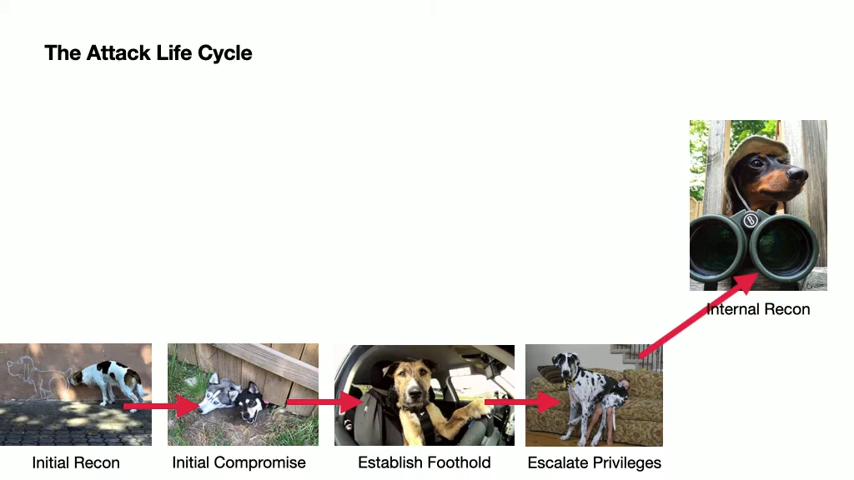 The Attack Life Cycle
Internal Recon
Initial Recon
Initial Compromise
Establish Foothold
Escalate Privileges